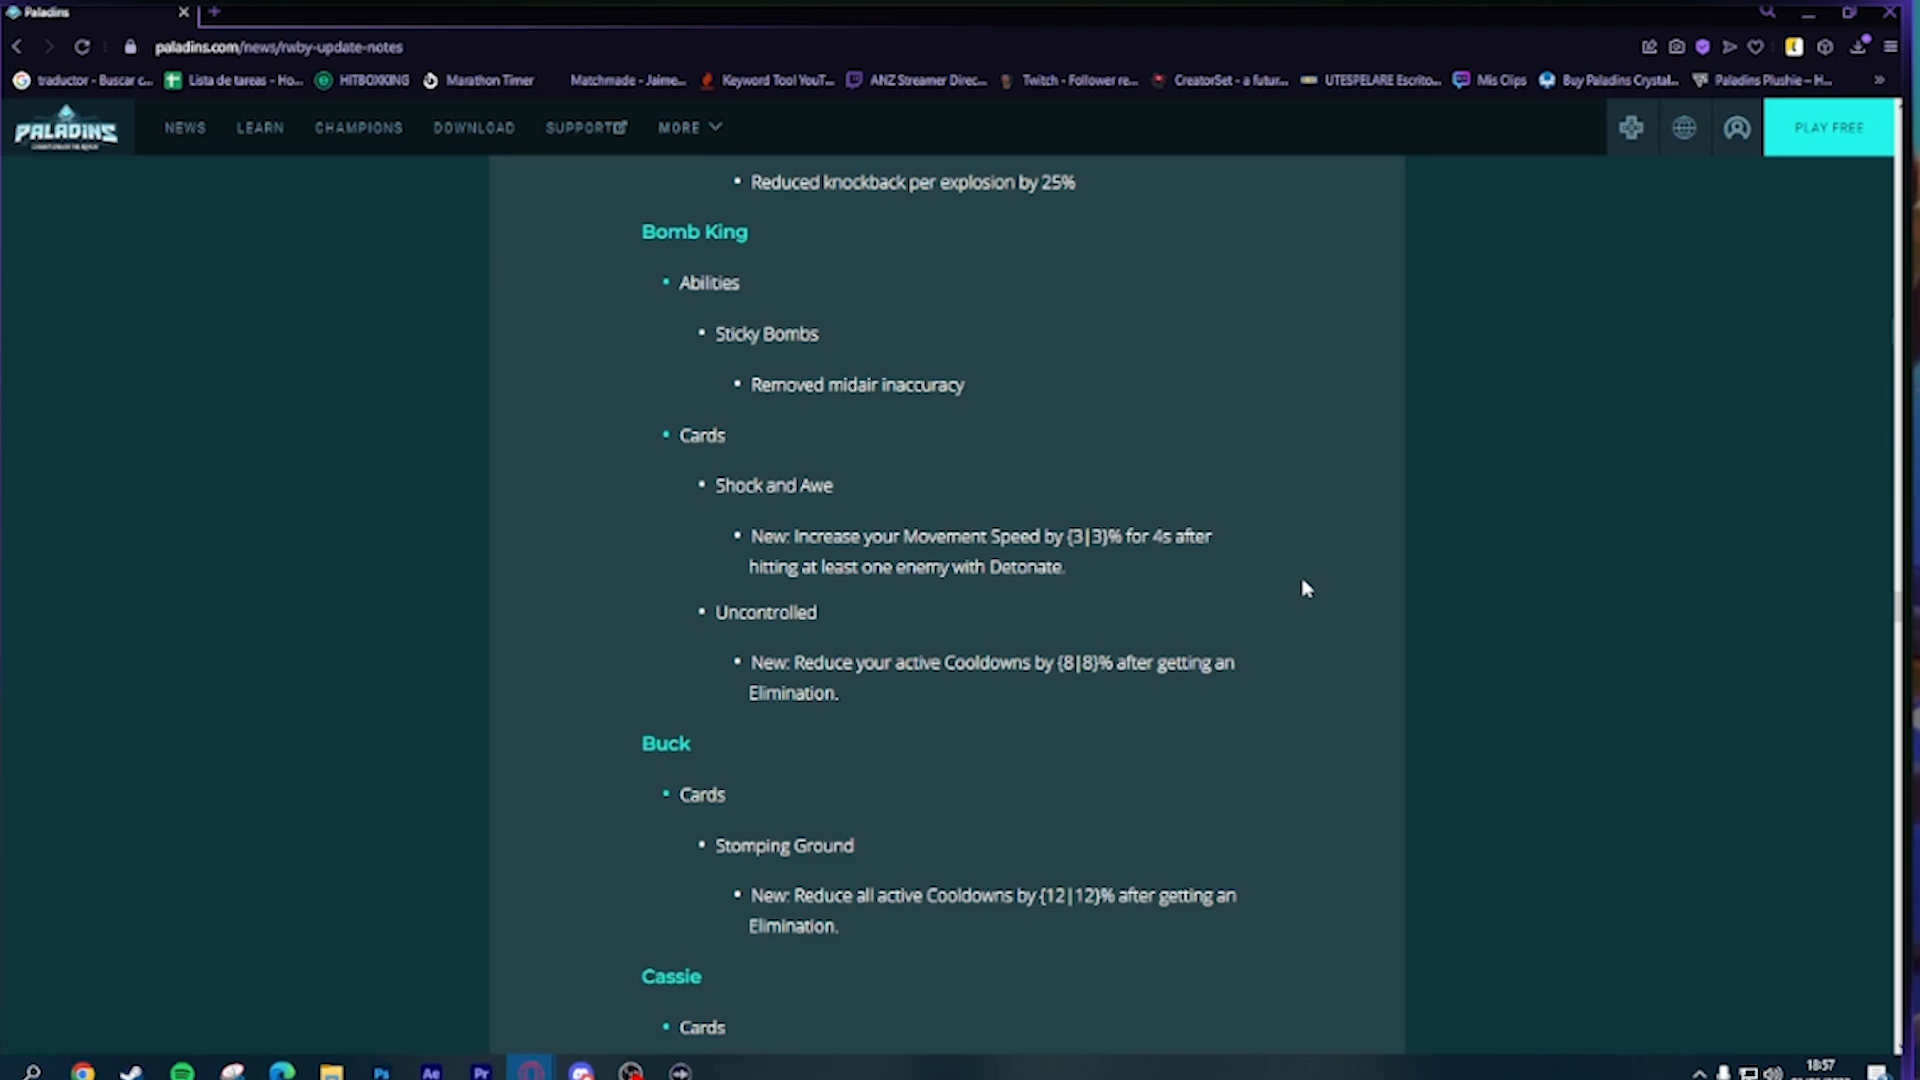 Paladins
paladins.com/news/rwby-update-notes
traductor - Buscar c... Lista de tareas - Ho... HITBOXKING Marathon Timer Matchmade - Jaime... Keyword Tool YouT... ANZ Streamer Direc... Twitch - Follower re... CreatorSet - a futur... UTESPELARE Escrito... Mis Clips Buy Paladins Crystal... Paladins Plushie – H...
PALADINS NEWS LEARN CHAMPIONS DOWNLOAD SUPPORT MORE PLAY FREE
Reduced knockback per explosion by 25%
Bomb King
Abilities
Sticky Bombs
Removed midair inaccuracy
Cards
Shock and Awe
New: Increase your Movement Speed by {3|3}% for 4s after
hitting at least one enemy with Detonate.
Uncontrolled
New: Reduce your active Cooldowns by {8|8}% after getting an
Elimination.
Buck
Cards
Stomping Ground
New: Reduce all active Cooldowns by {12|12}% after getting an
Elimination.
Cassie
Cards
Ps Ae Pr 18:57